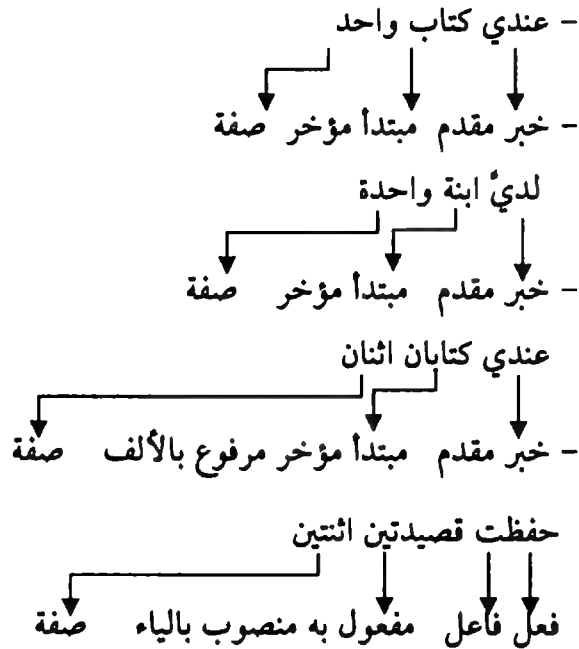 – عندي كتاب واحد
– خبر مقدم مبتدأ مؤخر صفة
لديَّ ابنة واحدة
– خبر مقدم مبتدأ مؤخر صفة
عندي كتابان اثنان
– خبر مقدم مبتدأ مؤخر مرفوع بالألف صفة
حفظت قصيدتين اثنتين
فعل فاعل مفعول به منصوب بالياء صفة